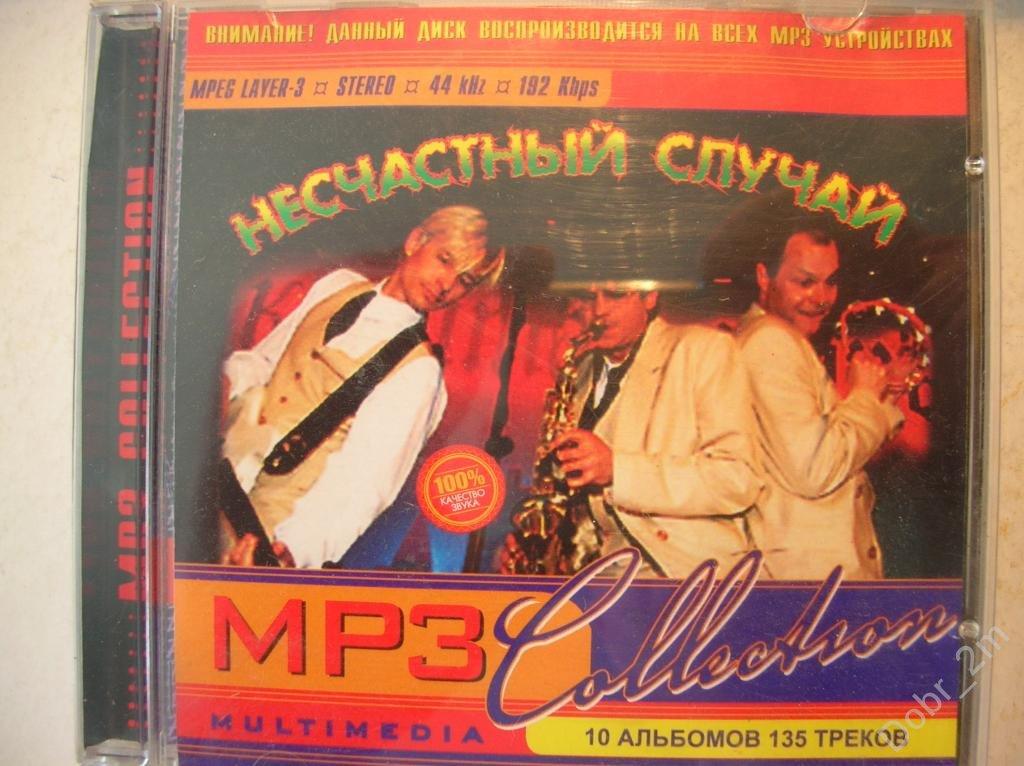 ВНИМАНИЕ! ДАННЫЙ ДИСК ВОСПРОИЗВОДИТСЯ НА ВСЕХ MP3 УСТРОЙСТВАХ
MPEG LAYER-3 ¤ STEREO ¤ 44 kHz ¤ 192 Kbps
НЕСЧАСТНЫЙ СЛУЧАЙ
MP3 COLLECTION
100%
КАЧЕСТВО
ЗВУКА
MP3 Collection
MULTIMEDIA
10 АЛЬБОМОВ 135 ТРЕКОВ
Dobr_2m